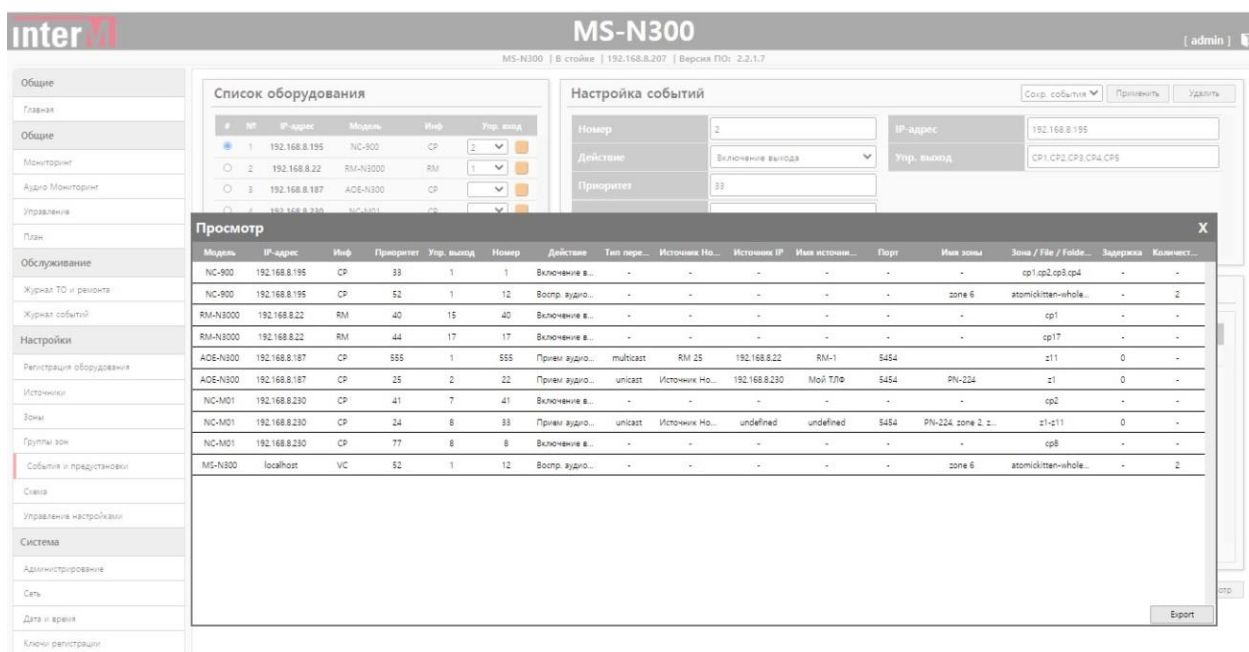 inter M
MS-N300
[ admin ]
MS-N300 | В стойке | 192.168.8.207 | Версия ПО: 2.2.1.7
Общие
Главная
Общие
Мониторинг
Аудио Мониторинг
Управление
План
Обслуживание
Журнал ТО и ремонта
Журнал событий
Настройки
Регистрация оборудования
Источники
Зоны
Группы зон
События и предустановки
Схема
Управление настройками
Система
Администрирование
Сеть
Дата и время
Ключи регистрации
Список оборудования
# № IP-адрес Модель Инф Упр. вход
1 192.168.8.195 NC-900 CP 2
2 192.168.8.22 RM-N3000 RM 1
3 192.168.8.187 AOE-N300 CP
4 192.168.8.230 NC-M01 CP
Настройка событий
Сохр. события Применить Удалить
Номер 2 IP-адрес 192.168.8.195
Действие Включение выхода Упр. выход CP1,CP2,CP3,CP4,CP5
Приоритет 33
Просмотр X
Модель IP-адрес Инф Приоритет Упр. выход Номер Действие Тип пере... Источник Но... Источник IP Имя источни... Порт Имя зоны Зона / File / Folde... Задержка Количест...
NC-900 192.168.8.195 CP 33 1 1 Включение в... - - - - - - cp1,cp2,cp3,cp4 - -
NC-900 192.168.8.195 CP 52 1 12 Воспр. аудио... - - - - - zone 6 atomickitten-whole... - 2
RM-N3000 192.168.8.22 RM 40 15 40 Включение в... - - - - - - cp1 - -
RM-N3000 192.168.8.22 RM 44 17 17 Включение в... - - - - - - cp17 - -
AOE-N300 192.168.8.187 CP 555 1 555 Прием аудио... multicast RM 25 192.168.8.22 RM-1 5454 z11 0 -
AOE-N300 192.168.8.187 CP 25 2 22 Прием аудио... unicast Источник Но... 192.168.8.230 Мой ТЛФ 5454 PN-224 z1 0 -
NC-M01 192.168.8.230 CP 41 7 41 Включение в... - - - - - - cp2 - -
NC-M01 192.168.8.230 CP 24 8 33 Прием аудио... unicast Источник Но... undefined undefined 5454 PN-224, zone 2, z... z1-z11 0 -
NC-M01 192.168.8.230 CP 77 8 8 Включение в... - - - - - - cp8 - -
MS-N300 localhost VC 52 1 12 Воспр. аудио... - - - - - zone 6 atomickitten-whole... - 2
Export